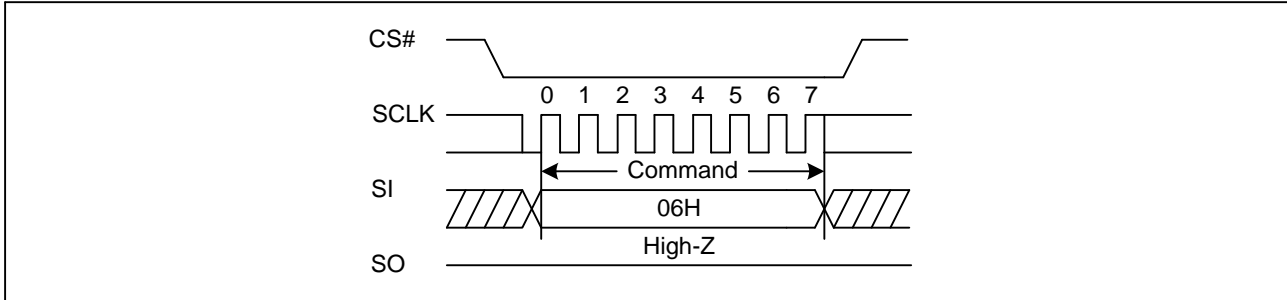 CS#
0 1 2 3 4 5 6 7
SCLK
Command
SI
06H
High-Z
SO